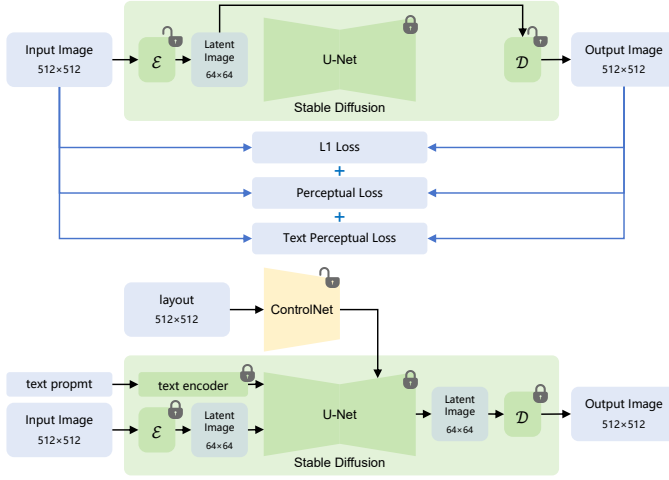 Input Image
512×512
ℰ
Latent
Image
64×64
U-Net
𝒟
Output Image
512×512
Stable Diffusion
L1 Loss
+
Perceptual Loss
+
Text Perceptual Loss
layout
512×512
ControlNet
text propmt
text encoder
Input Image
512×512
ℰ
Latent
Image
64×64
U-Net
Latent
Image
64×64
𝒟
Output Image
512×512
Stable Diffusion